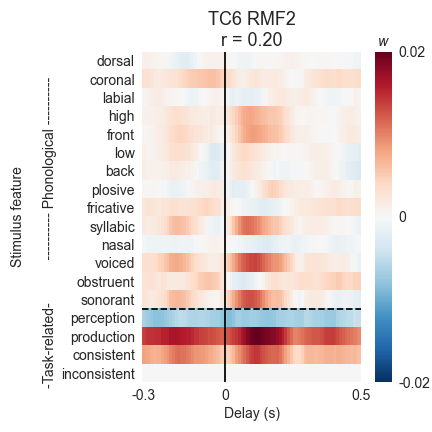 TC6 RMF2
r = 0.20
w
dorsal
coronal
labial
high
front
low
back
plosive
fricative
syllabic
nasal
voiced
obstruent
sonorant
perception
production
consistent
inconsistent
Stimulus feature
-Task-related- ----------- Phonological ----------
-0.3
0
0.5
Delay (s)
0.02
0
-0.02